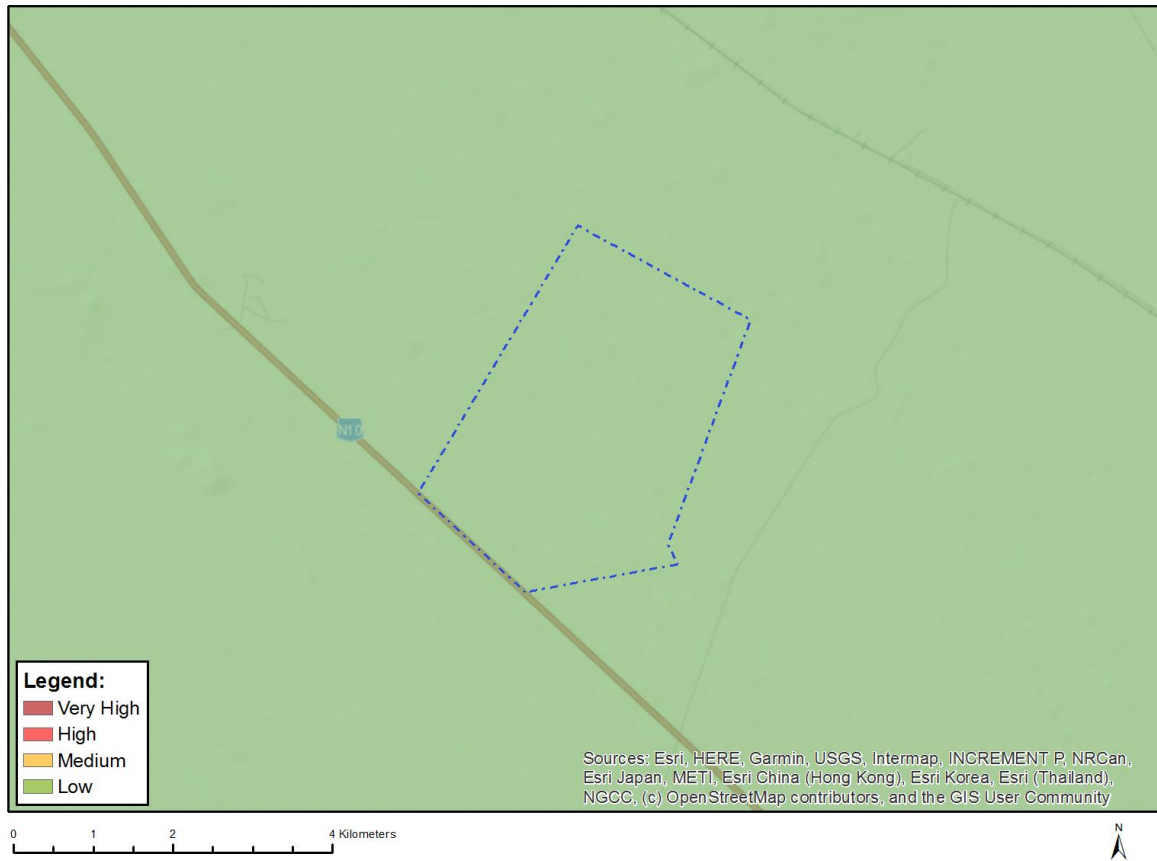 N10
Legend:
Very High
High
Medium
Low
Sources: Esri, HERE, Garmin, USGS, Intermap, INCREMENT P, NRCan,
Esri Japan, METI, Esri China (Hong Kong), Esri Korea, Esri (Thailand),
NGCC, (c) OpenStreetMap contributors, and the GIS User Community
0 1 2 4 Kilometers
N